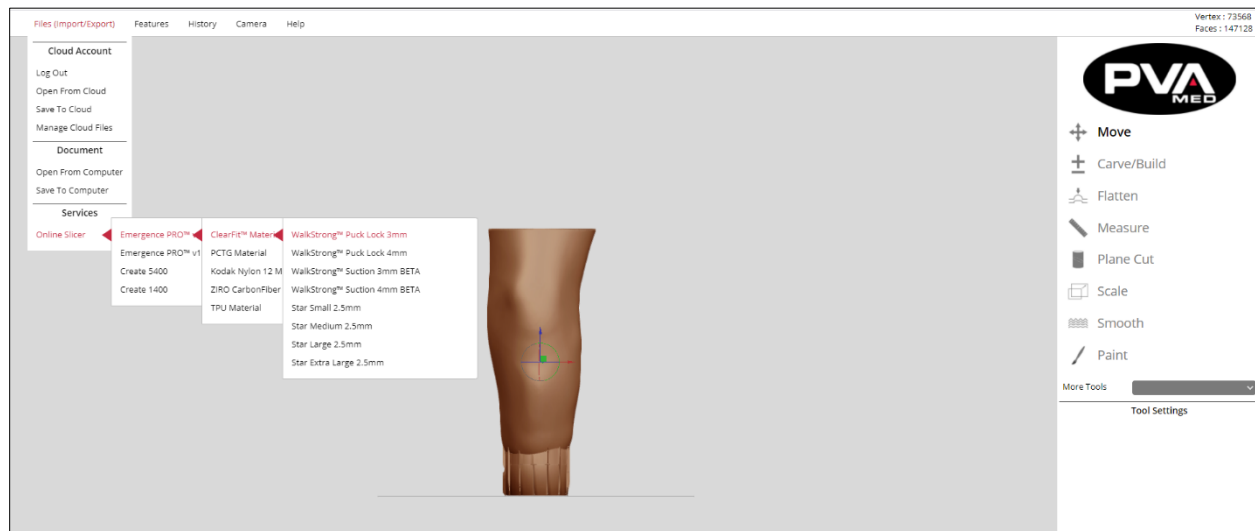 Files (Import/Export) Features History Camera Help
Vertex : 73568
Faces : 147128
Cloud Account
Log Out
Open From Cloud
Save To Cloud
Manage Cloud Files
Document
Open From Computer
Save To Computer
Services
Online Slicer
Emergence PRO™
Emergence PRO™ v1
Create 5400
Create 1400
ClearFit™ Materi
PCTG Material
Kodak Nylon 12 M
ZIRO CarbonFiber
TPU Material
WalkStrong™ Puck Lock 3mm
WalkStrong™ Puck Lock 4mm
WalkStrong™ Suction 3mm BETA
WalkStrong™ Suction 4mm BETA
Star Small 2.5mm
Star Medium 2.5mm
Star Large 2.5mm
Star Extra Large 2.5mm
PVA
MED
Move
Carve/Build
Flatten
Measure
Plane Cut
Scale
Smooth
Paint
More Tools
Tool Settings